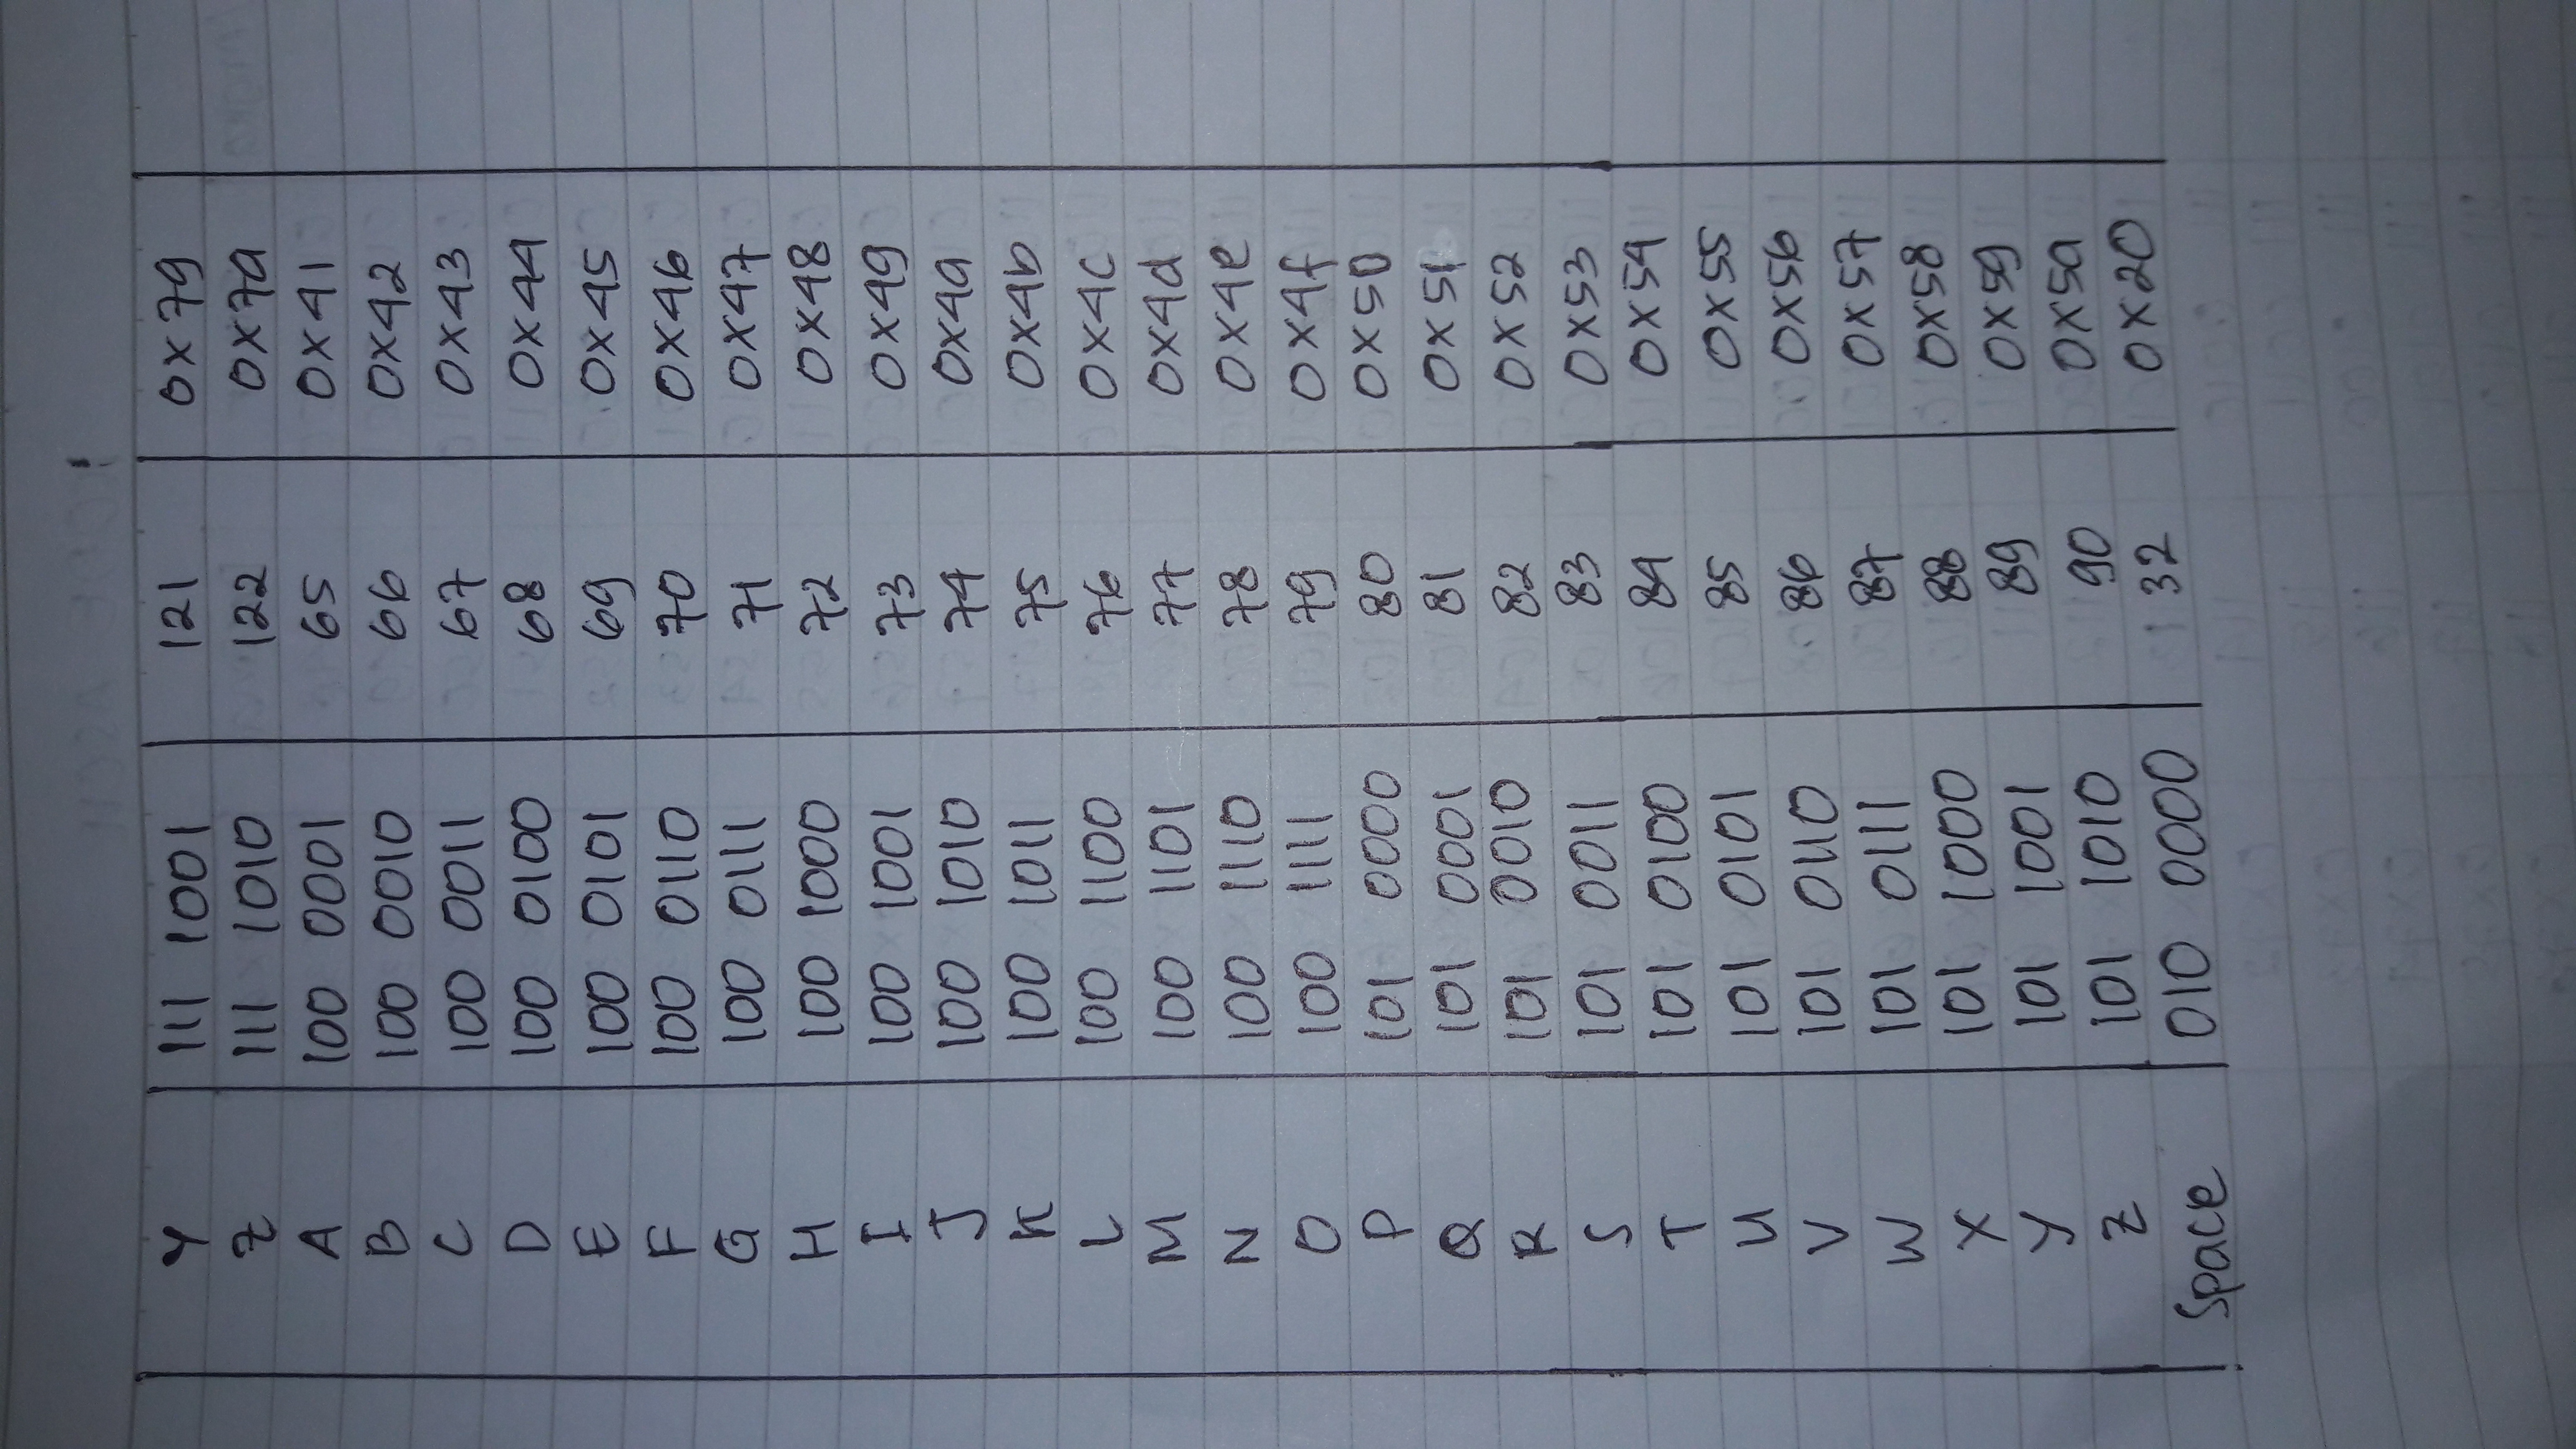 Y 111 1001 121 0x79
Z 111 1010 122 0x7a
A 100 0001 65 0x41
B 100 0010 66 0x42
C 100 0011 67 0x43
D 100 0100 68 0x44
E 100 0101 69 0x45
F 100 0110 70 0x46
G 100 0111 71 0x47
H 100 1000 72 0x48
I 100 1001 73 0x49
J 100 1010 74 0x4a
K 100 1011 75 0x4b
L 100 1100 76 0x4c
M 100 1101 77 0x4d
N 100 1110 78 0x4e
O 100 1111 79 0x4f
P 101 0000 80 0x50
Q 101 0001 81 0x51
R 101 0010 82 0x52
S 101 0011 83 0x53
T 101 0100 84 0x54
U 101 0101 85 0x55
V 101 0110 86 0x56
W 101 0111 87 0x57
X 101 1000 88 0x58
Y 101 1001 89 0x59
Z 101 1010 90 0x5a
Space 010 0000 32 0x20